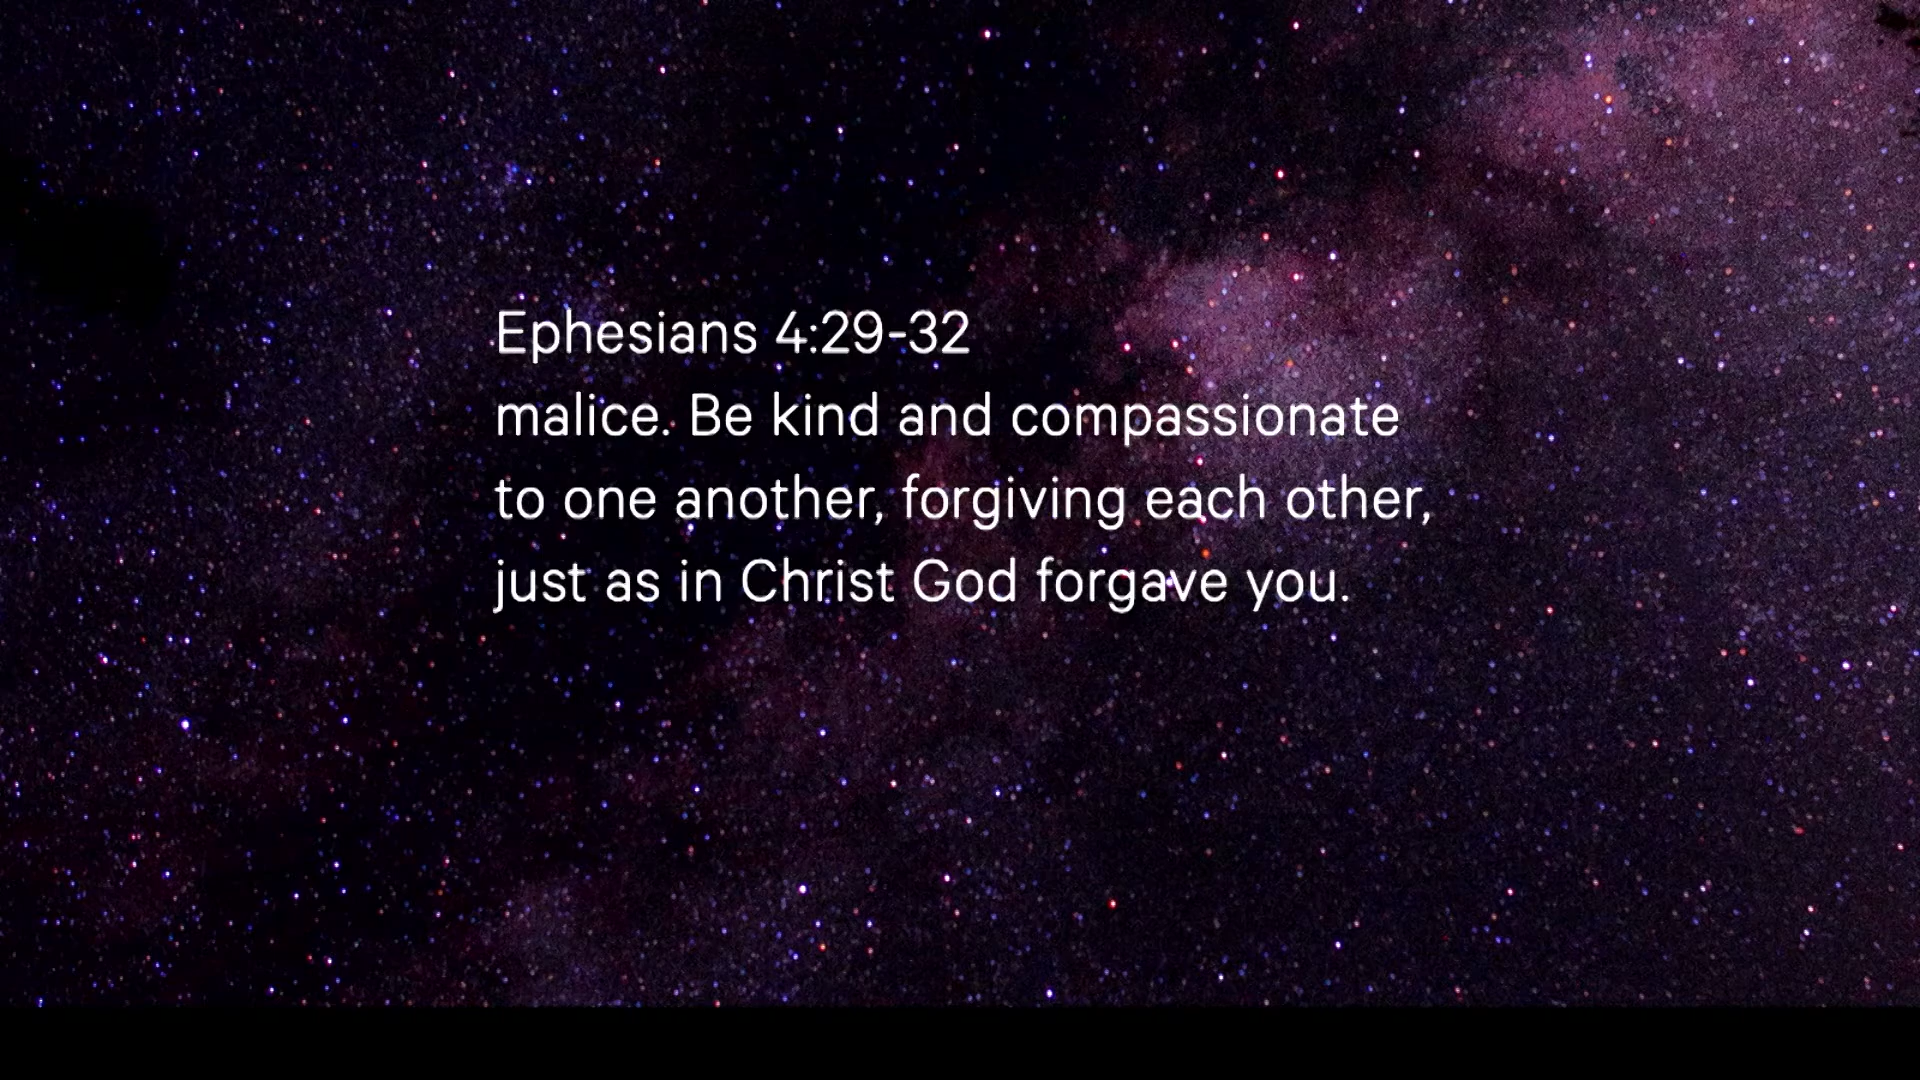 Ephesians 4:29-32
malice. Be kind and compassionate
to one another, forgiving each other,
just as in Christ God forgave you.